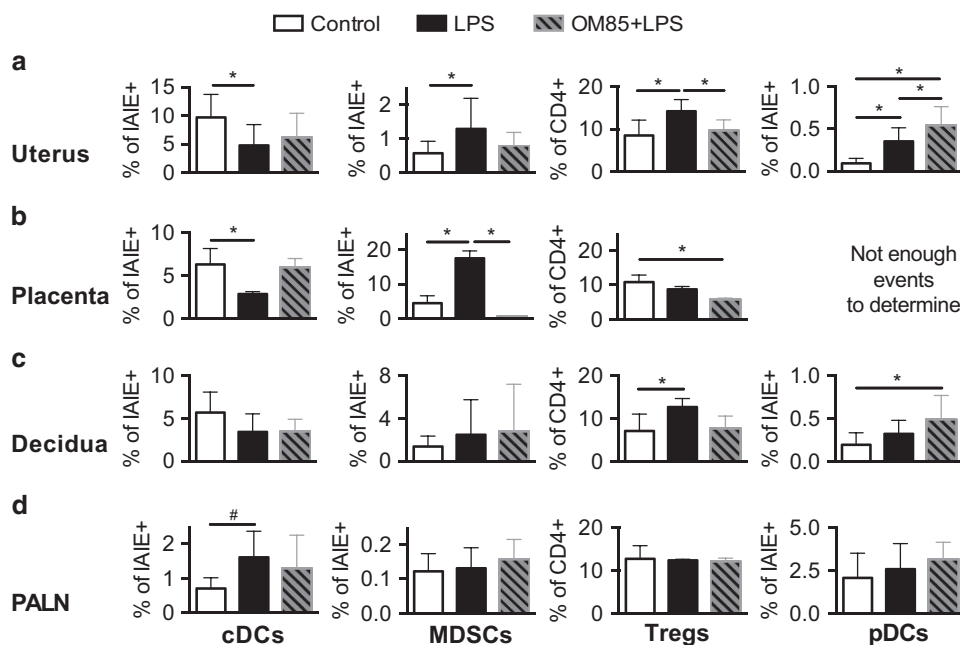 Control LPS OM85+LPS
a
Uterus
% of IAIE+
15
10
5
0
*
% of IAIE+
2
1
0
*
% of CD4+
20
10
0
* *
% of IAIE+
1.0
0.5
0.0
*
* *
b
Placenta
% of IAIE+
10
5
0
*
% of IAIE+
20
10
0
* *
% of CD4+
20
10
0
*
Not enough
events
to determine
c
Decidua
% of IAIE+
10
5
0
% of IAIE+
8
4
0
% of CD4+
20
10
0
*
% of IAIE+
1.0
0.5
0.0
*
d
PALN
% of IAIE+
2
1
0
#
cDCs
% of IAIE+
0.2
0.1
0.0
MDSCs
% of CD4+
20
10
0
Tregs
% of IAIE+
5.0
2.5
0.0
pDCs